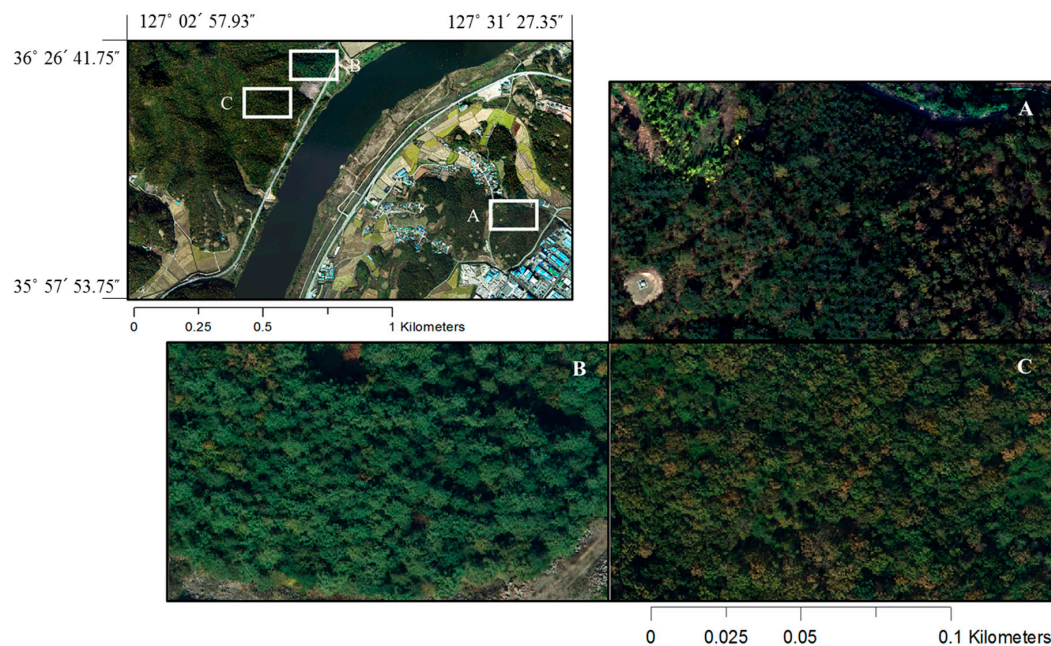 127° 02′ 57.93″ 127° 31′ 27.35″
36° 26′ 41.75″
B
C
A
35° 57′ 53.75″
0 0.25 0.5 1 Kilometers
A
B
C
0 0.025 0.05 0.1 Kilometers